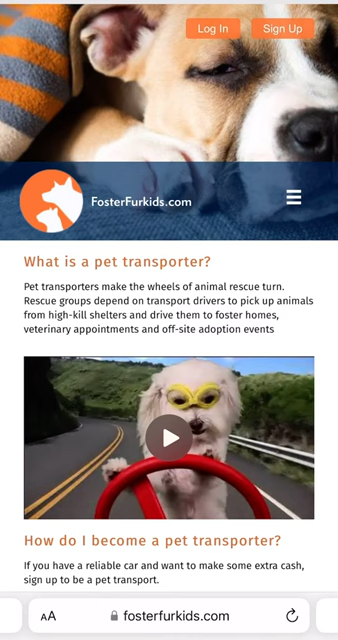 Log In Sign Up
FosterFurkids.com
What is a pet transporter?
Pet transporters make the wheels of animal rescue turn.
Rescue groups depend on transport drivers to pick up animals
from high-kill shelters and drive them to foster homes,
veterinary appointments and off-site adoption events
How do I become a pet transporter?
If you have a reliable car and want to make some extra cash,
sign up to be a pet transport.
AA fosterfurkids.com